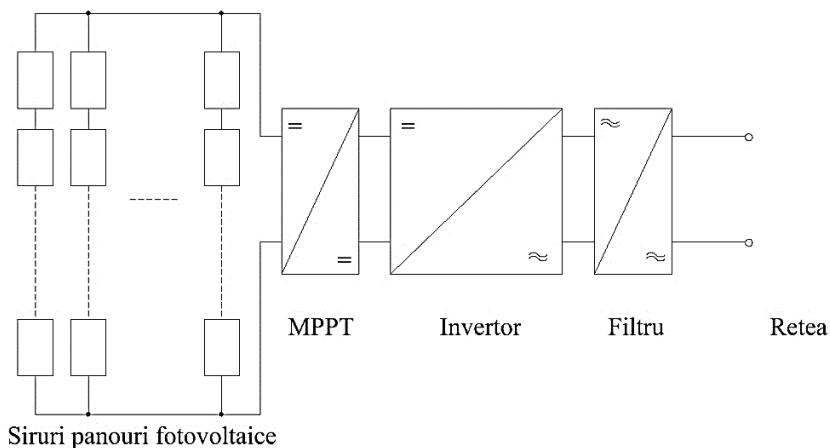 MPPT
Invertor
Filtru
Retea
Siruri panouri fotovoltaice